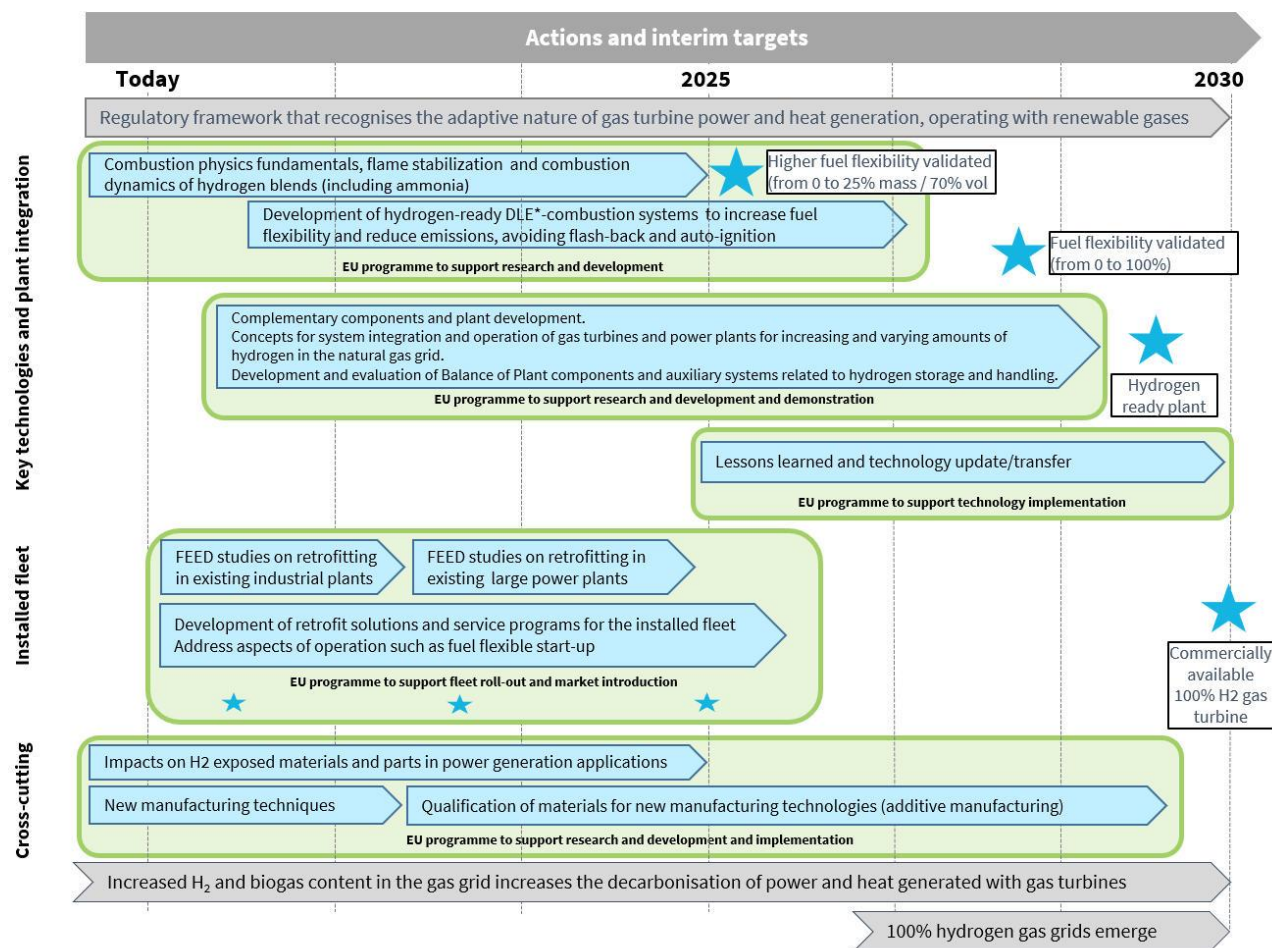 Actions and interim targets
Today
2025
2030
Regulatory framework that recognises the adaptive nature of gas turbine power and heat generation, operating with renewable gases
Key technologies and plant integration
Combustion physics fundamentals, flame stabilization and combustion
dynamics of hydrogen blends (including ammonia)
Higher fuel flexibility validated
(from 0 to 25% mass / 70% vol
Development of hydrogen-ready DLE*-combustion systems to increase fuel
flexibility and reduce emissions, avoiding flash-back and auto-ignition
EU programme to support research and development
Fuel flexibility validated
(from 0 to 100%)
Complementary components and plant development.
Concepts for system integration and operation of gas turbines and power plants for increasing and varying amounts of
hydrogen in the natural gas grid.
Development and evaluation of Balance of Plant components and auxiliary systems related to hydrogen storage and handling.
EU programme to support research and development and demonstration
Hydrogen
ready plant
Lessons learned and technology update/transfer
EU programme to support technology implementation
Installed fleet
FEED studies on retrofitting
in existing industrial plants
FEED studies on retrofitting in
existing large power plants
Development of retrofit solutions and service programs for the installed fleet
Address aspects of operation such as fuel flexible start-up
EU programme to support fleet roll-out and market introduction
Commercially
available
100% H2 gas
turbine
Cross-cutting
Impacts on H2 exposed materials and parts in power generation applications
New manufacturing techniques
Qualification of materials for new manufacturing technologies (additive manufacturing)
EU programme to support research and development and implementation
Increased H₂ and biogas content in the gas grid increases the decarbonisation of power and heat generated with gas turbines
100% hydrogen gas grids emerge